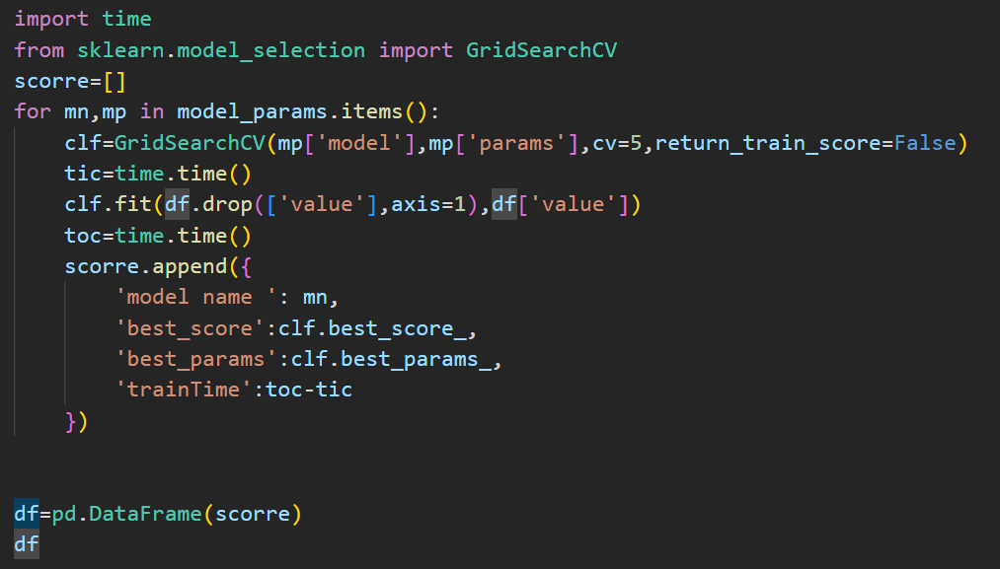 import time
from sklearn.model_selection import GridSearchCV
scorre=[]
for mn,mp in model_params.items():
    clf=GridSearchCV(mp['model'],mp['params'],cv=5,return_train_score=False)
    tic=time.time()
    clf.fit(df.drop(['value'],axis=1),df['value'])
    toc=time.time()
    scorre.append({
        'model name ': mn,
        'best_score':clf.best_score_,
        'best_params':clf.best_params_,
        'trainTime':toc-tic
    })
df=pd.DataFrame(scorre)
df